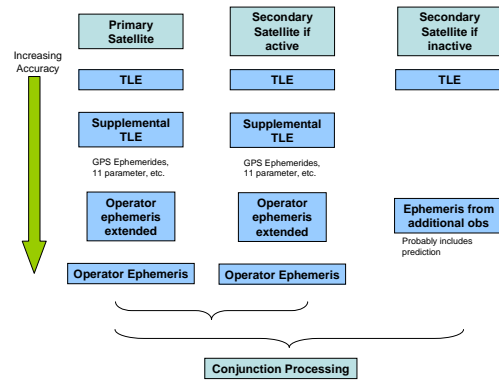 Primary
Satellite
Secondary
Satellite if
active
Secondary
Satellite if
inactive
Increasing
Accuracy
TLE
TLE
TLE
Supplemental
TLE
Supplemental
TLE
GPS Ephemerides,
11 parameter, etc.
GPS Ephemerides,
11 parameter, etc.
Operator
ephemeris
extended
Operator
ephemeris
extended
Ephemeris from
additional obs
Probably includes
prediction
Operator Ephemeris
Operator Ephemeris
Conjunction Processing